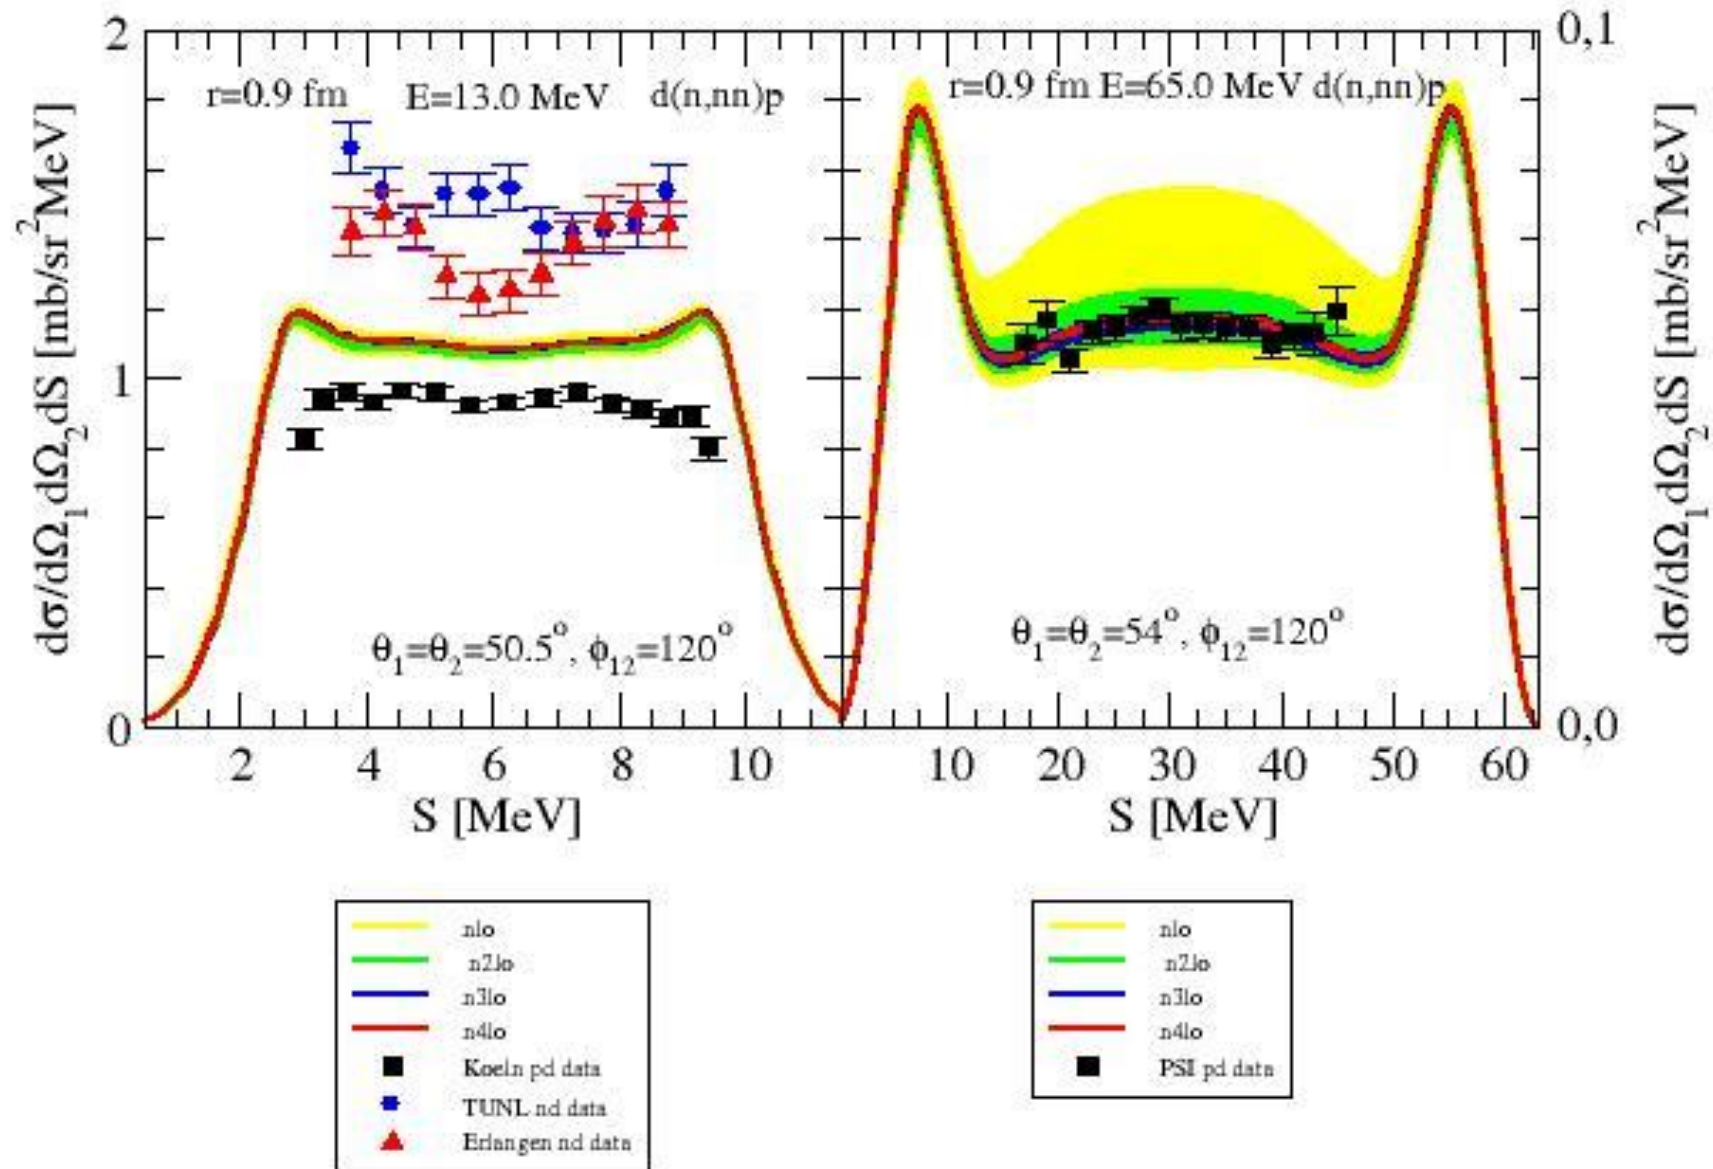 2
1
0
dσ/dΩ₁dΩ₂dS [mb/sr²MeV]
r=0.9 fm E=13.0 MeV d(n,nn)p
θ₁=θ₂=50.5°, ϕ₁₂=120°
2 4 6 8 10
S [MeV]
r=0.9 fm E=65.0 MeV d(n,nn)p
θ₁=θ₂=54°, ϕ₁₂=120°
10 20 30 40 50 60
S [MeV]
0,1
0,0
dσ/dΩ₁dΩ₂dS [mb/sr²MeV]
nlo
n2lo
n3lo
n4lo
Koeln pd data
TUNL nd data
Erlangen nd data
nlo
n2lo
n3lo
n4lo
PSI pd data